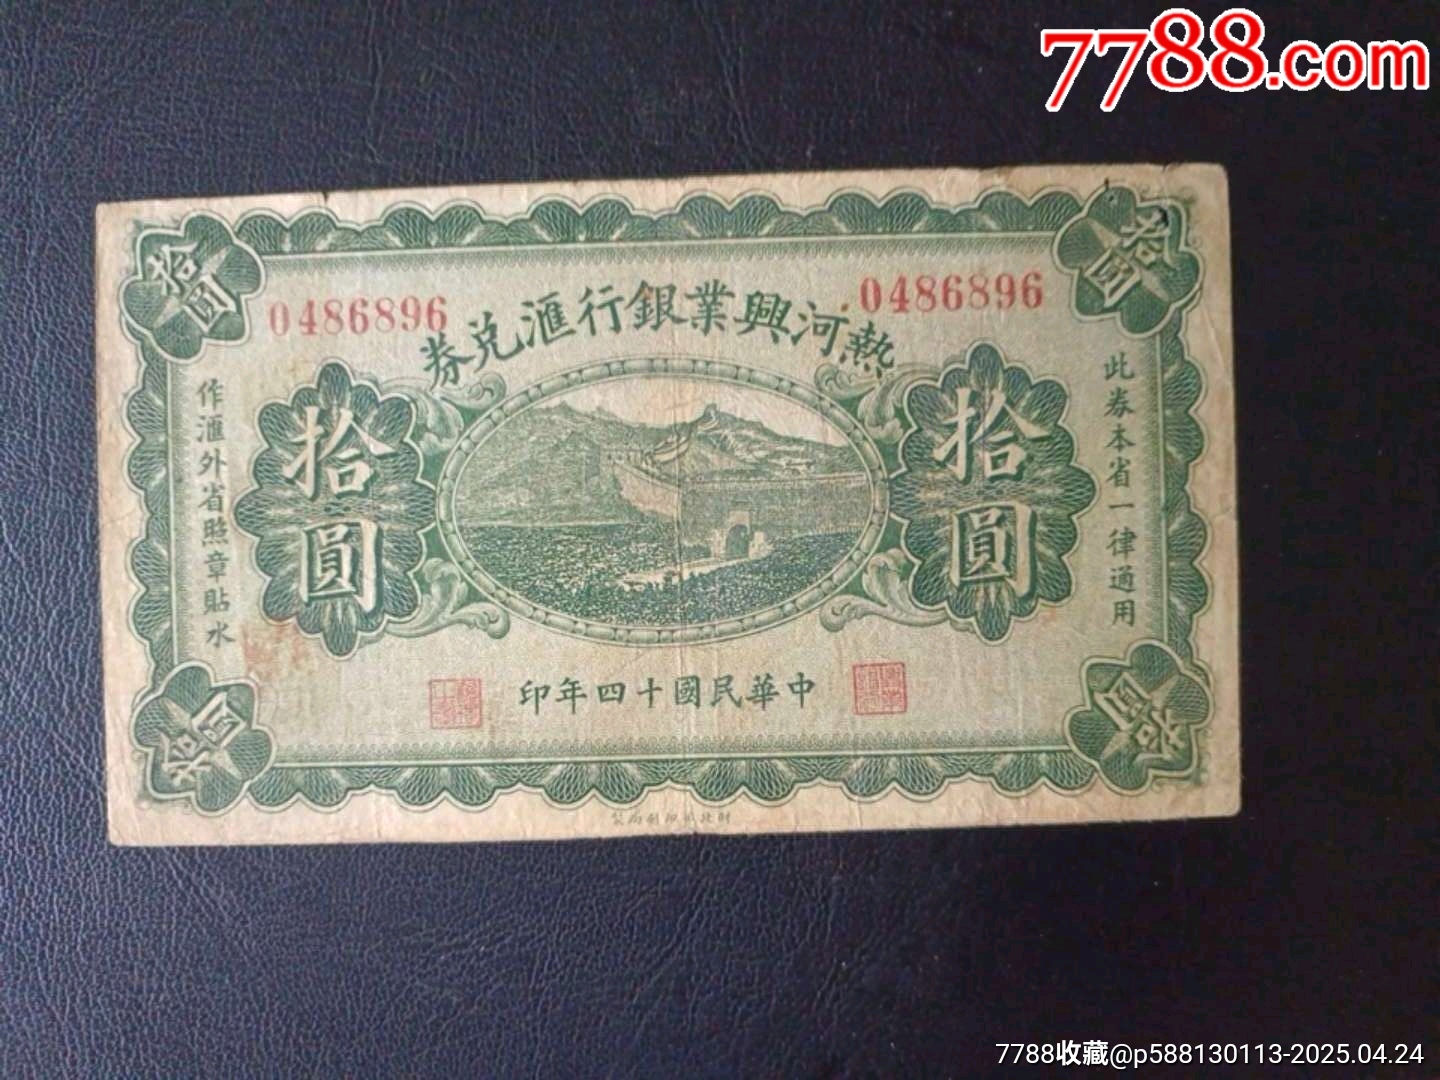 7788.com
熱河興業銀行滙兌券
0486896
0486896
拾圓
拾圓
拾圓
拾圓
拾圓
拾圓
此券本省一律通用
作滙外省照章貼水
中華民國十四年印
7788收藏@p588130113-2025.04.24